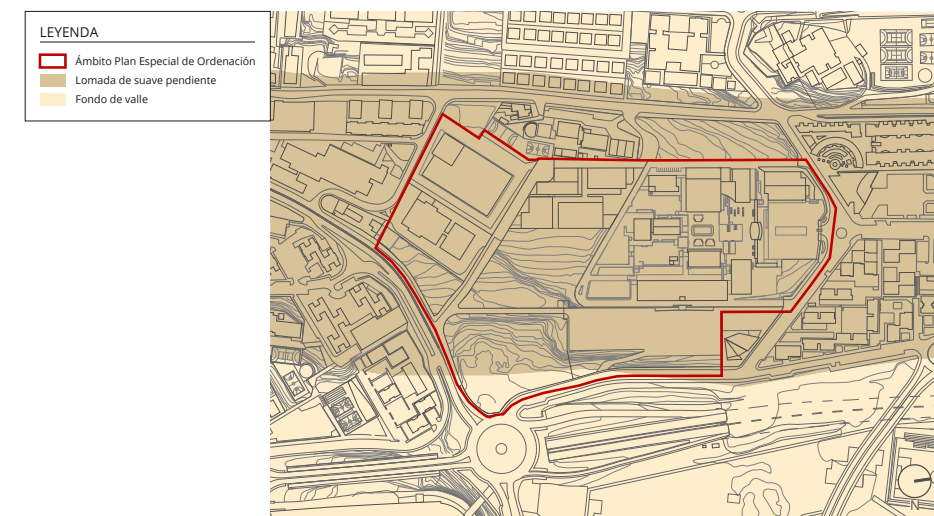 LEYENDA
Ámbito Plan Especial de Ordenación
Lomada de suave pendiente
Fondo de valle
N